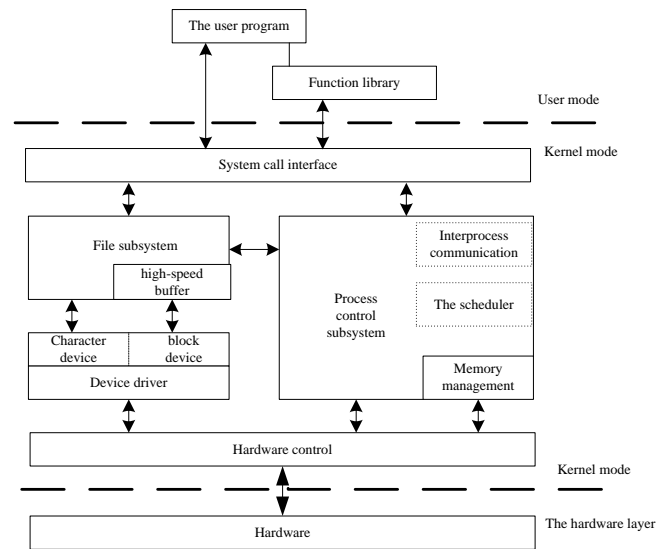 The user program
Function library
User mode
Kernel mode
System call interface
File subsystem
high-speed
buffer
Interprocess
communication
The scheduler
Process
control
subsystem
Character
device
block
device
Device driver
Memory
management
Hardware control
Kernel mode
The hardware layer
Hardware